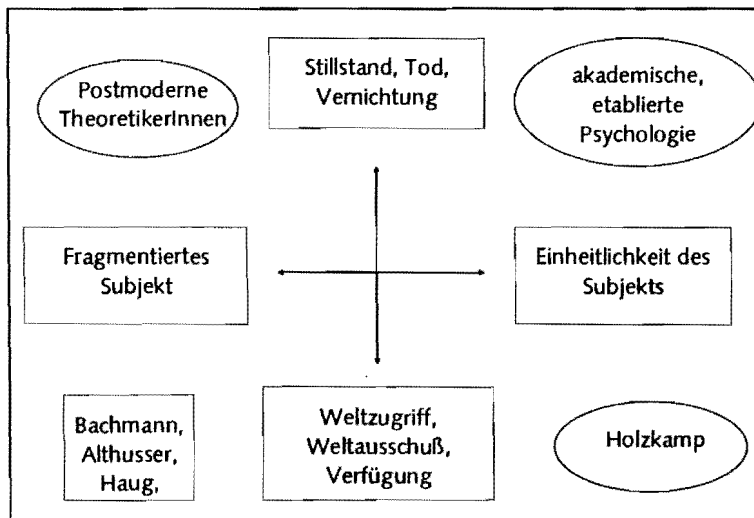 Postmoderne
TheoretikerInnen
Stillstand, Tod,
Vernichtung
akademische,
etablierte
Psychologie
Fragmentiertes
Subjekt
Einheitlichkeit des
Subjekts
Bachmann,
Althusser,
Haug,
Weltzugriff,
Weltausschuß,
Verfügung
Holzkamp